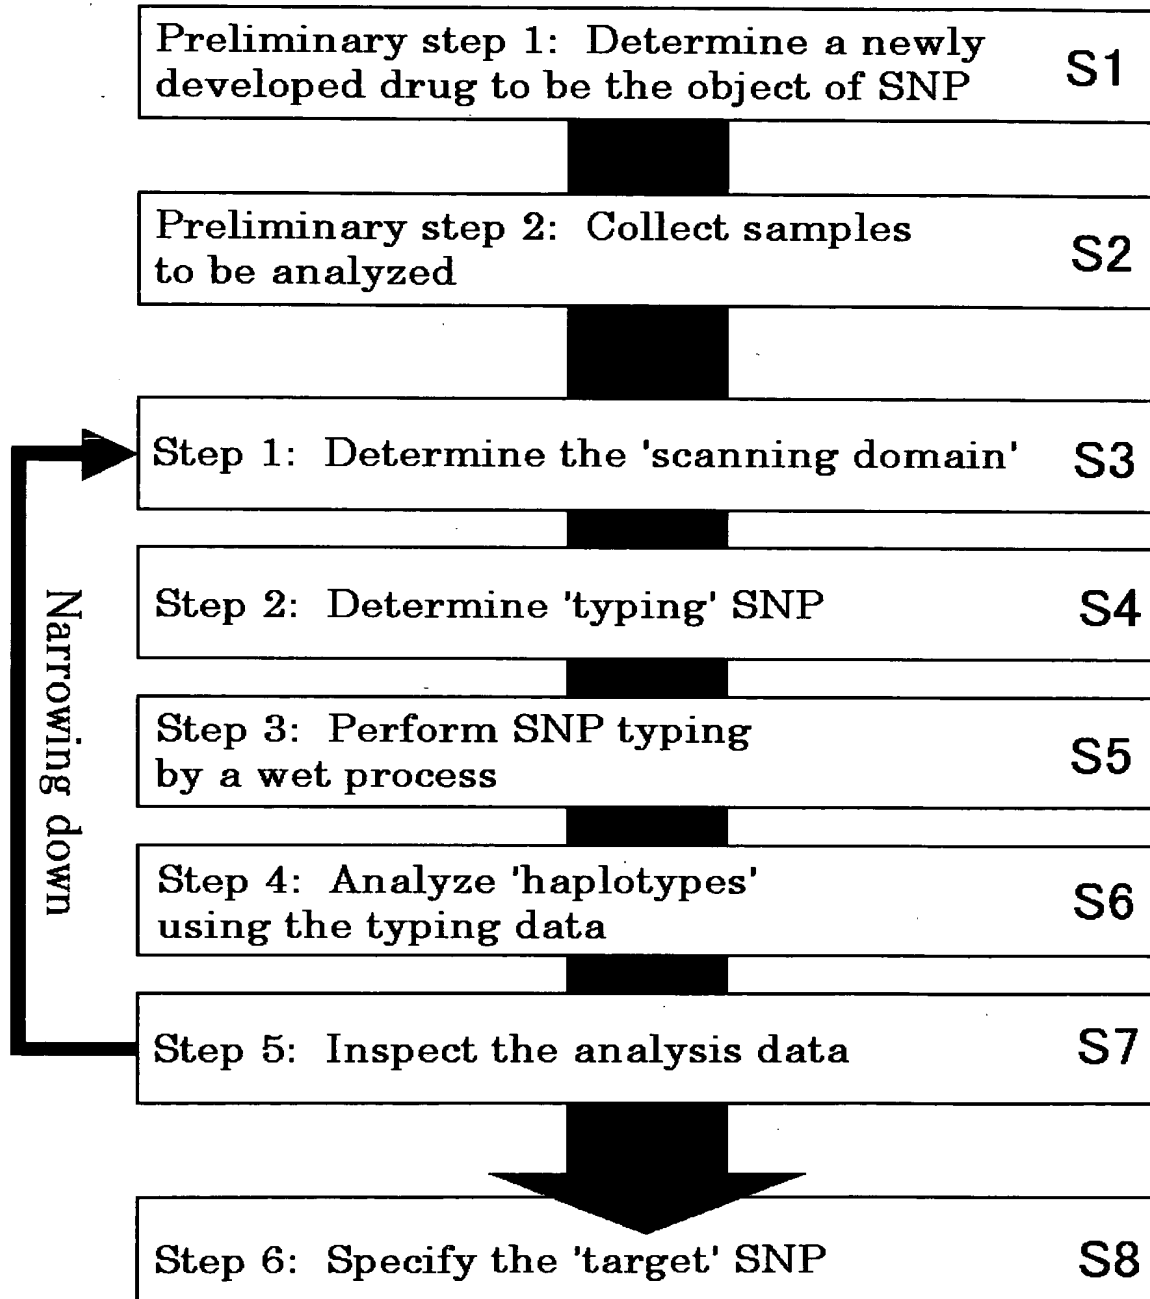 Preliminary step 1: Determine a newly
developed drug to be the object of SNP
S1
Preliminary step 2: Collect samples
to be analyzed
S2
Step 1: Determine the 'scanning domain'
S3
Step 2: Determine 'typing' SNP
S4
Step 3: Perform SNP typing
by a wet process
S5
Step 4: Analyze 'haplotypes'
using the typing data
S6
Step 5: Inspect the analysis data
S7
Narrowing down
Step 6: Specify the 'target' SNP
S8